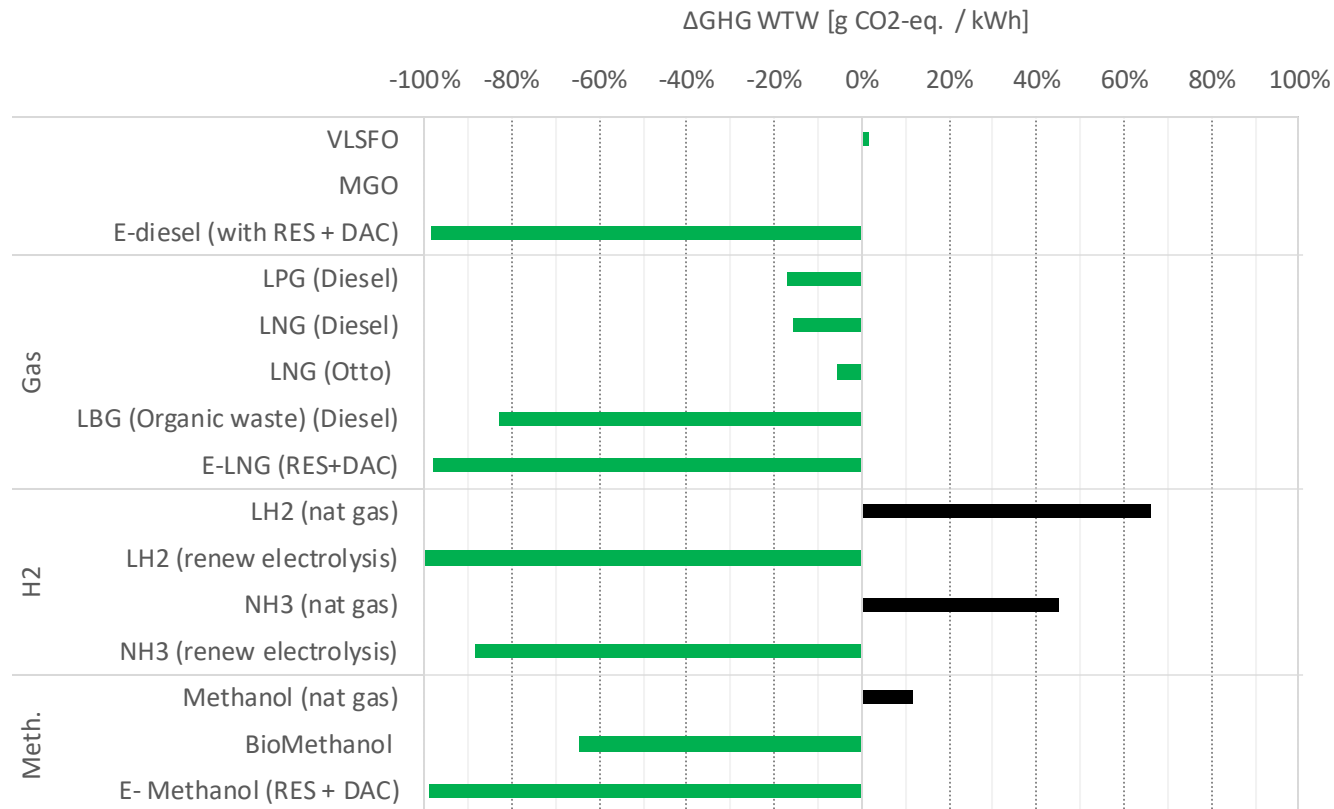 ΔGHG WTW [g CO2-eq. / kWh]
-100% -80% -60% -40% -20% 0% 20% 40% 60% 80% 100%
VLSFO
MGO
E-diesel (with RES + DAC)
Gas
LPG (Diesel)
LNG (Diesel)
LNG (Otto)
LBG (Organic waste) (Diesel)
E-LNG (RES+DAC)
H2
LH2 (nat gas)
LH2 (renew electrolysis)
NH3 (nat gas)
NH3 (renew electrolysis)
Meth.
Methanol (nat gas)
BioMethanol
E- Methanol (RES + DAC)